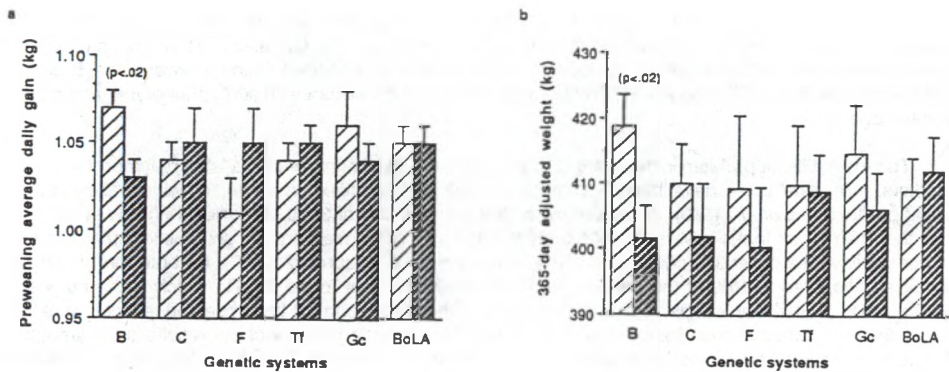 a
Preweaning average daily gain (kg)
1.10
1.05
1.00
0.95
(p<.02)
B C F Tf Gc BoLA
Genetic systems
b
365-day adjusted weight (kg)
430
420
410
400
390
(p<.02)
B C F Tf Gc BoLA
Genetic systems